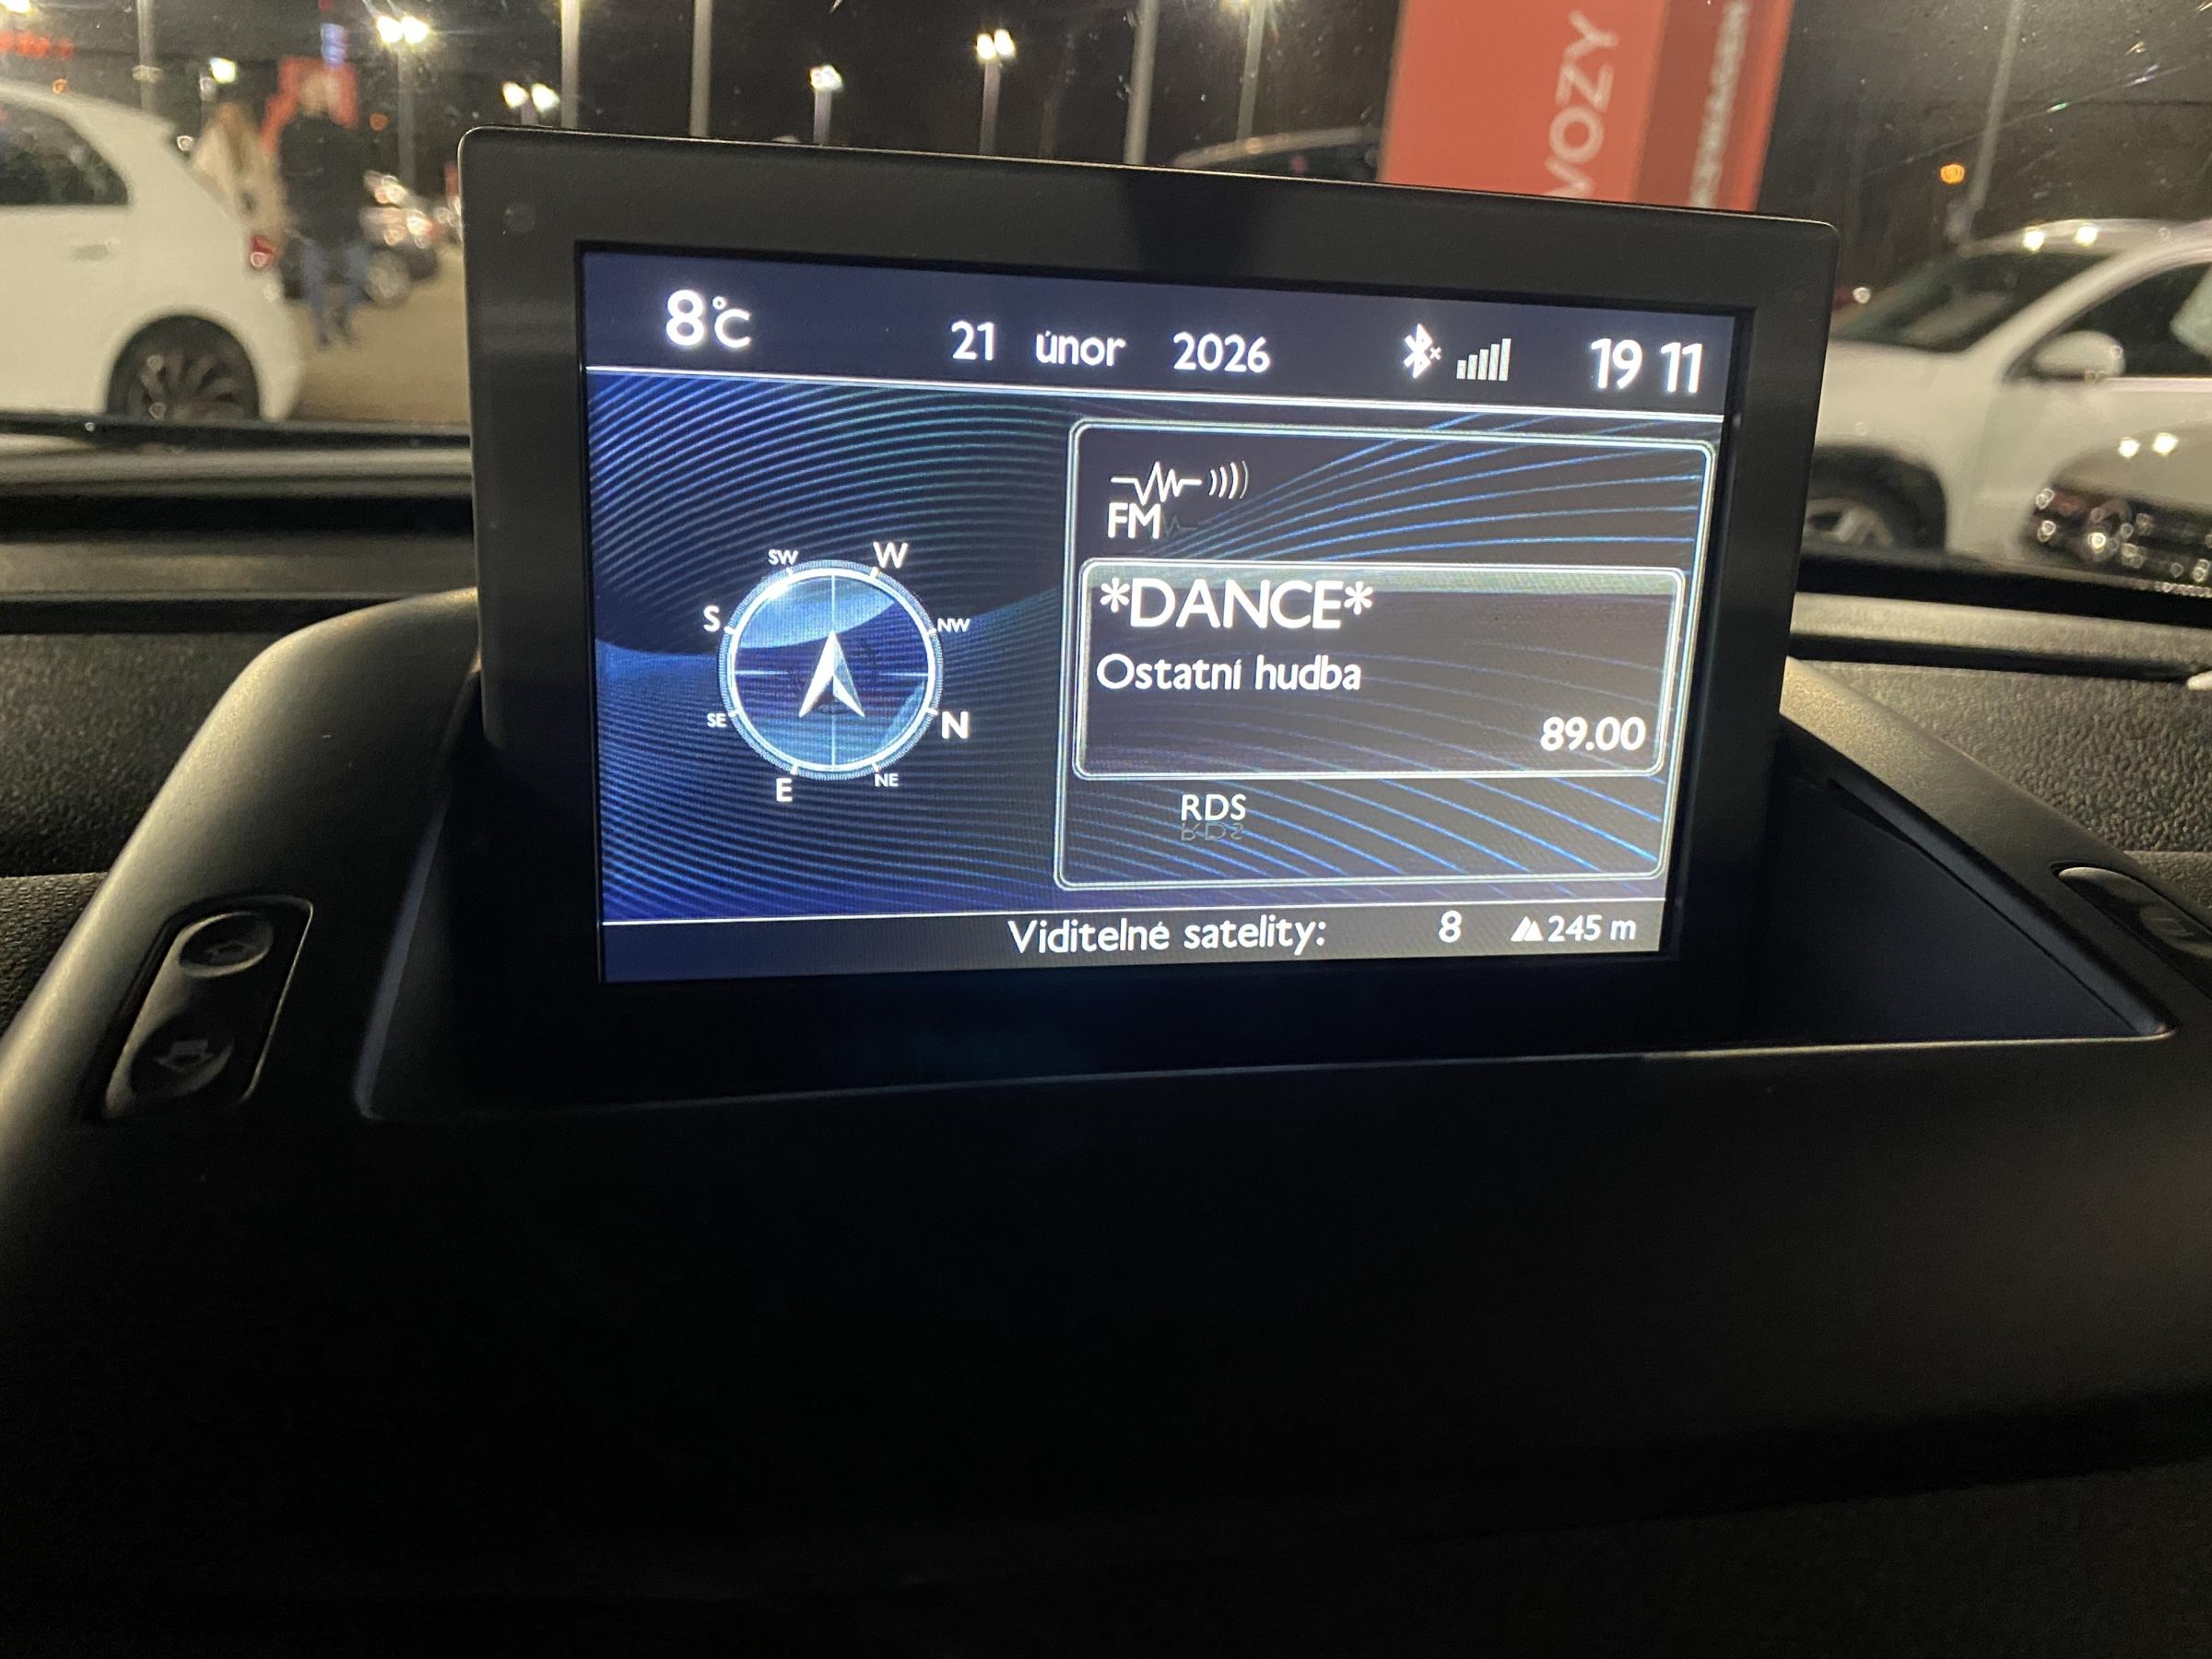 VOZY
8°C 21 únor 2026 19 11
FM
*DANCE*
Ostatní hudba
89.00
RDS
SW W
S NW
SE N
E NE
Viditelné satelity: 8 245 m